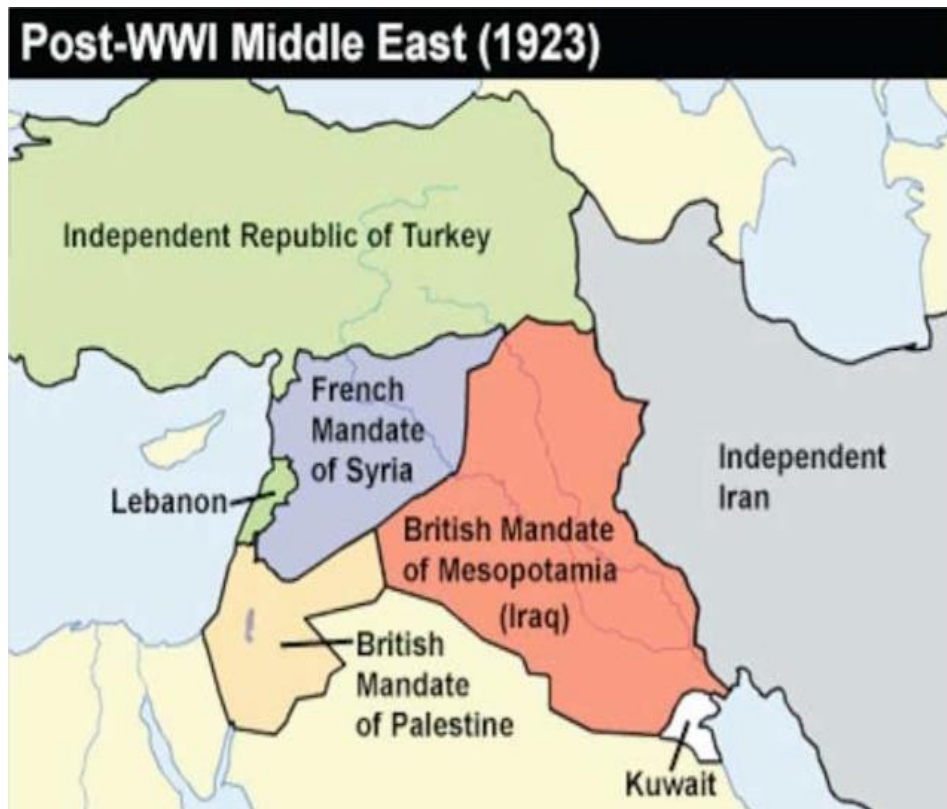 Post-WWI Middle East (1923)
Independent Republic of Turkey
French
Mandate
of Syria
Lebanon
Independent
Iran
British Mandate
of Mesopotamia
(Iraq)
British
Mandate
of Palestine
Kuwait